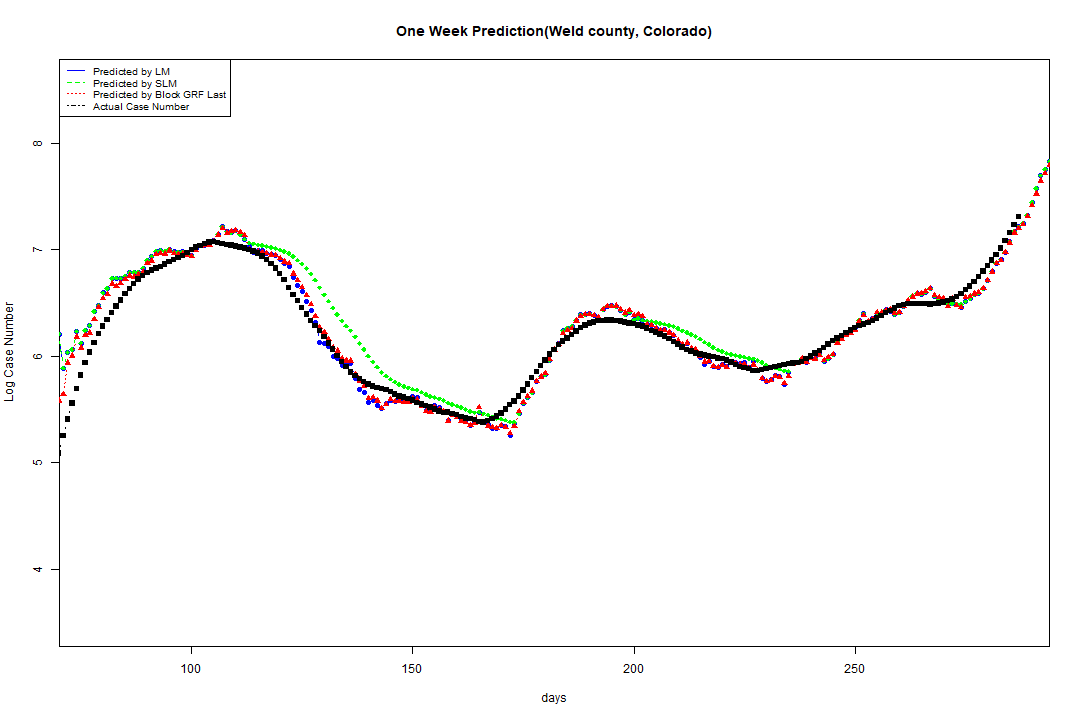 One Week Prediction(Weld county, Colorado)
Predicted by LM
Predicted by SLM
Predicted by Block GRF Last
Actual Case Number
8
7
6
5
4
Log Case Number
100 150 200 250
days